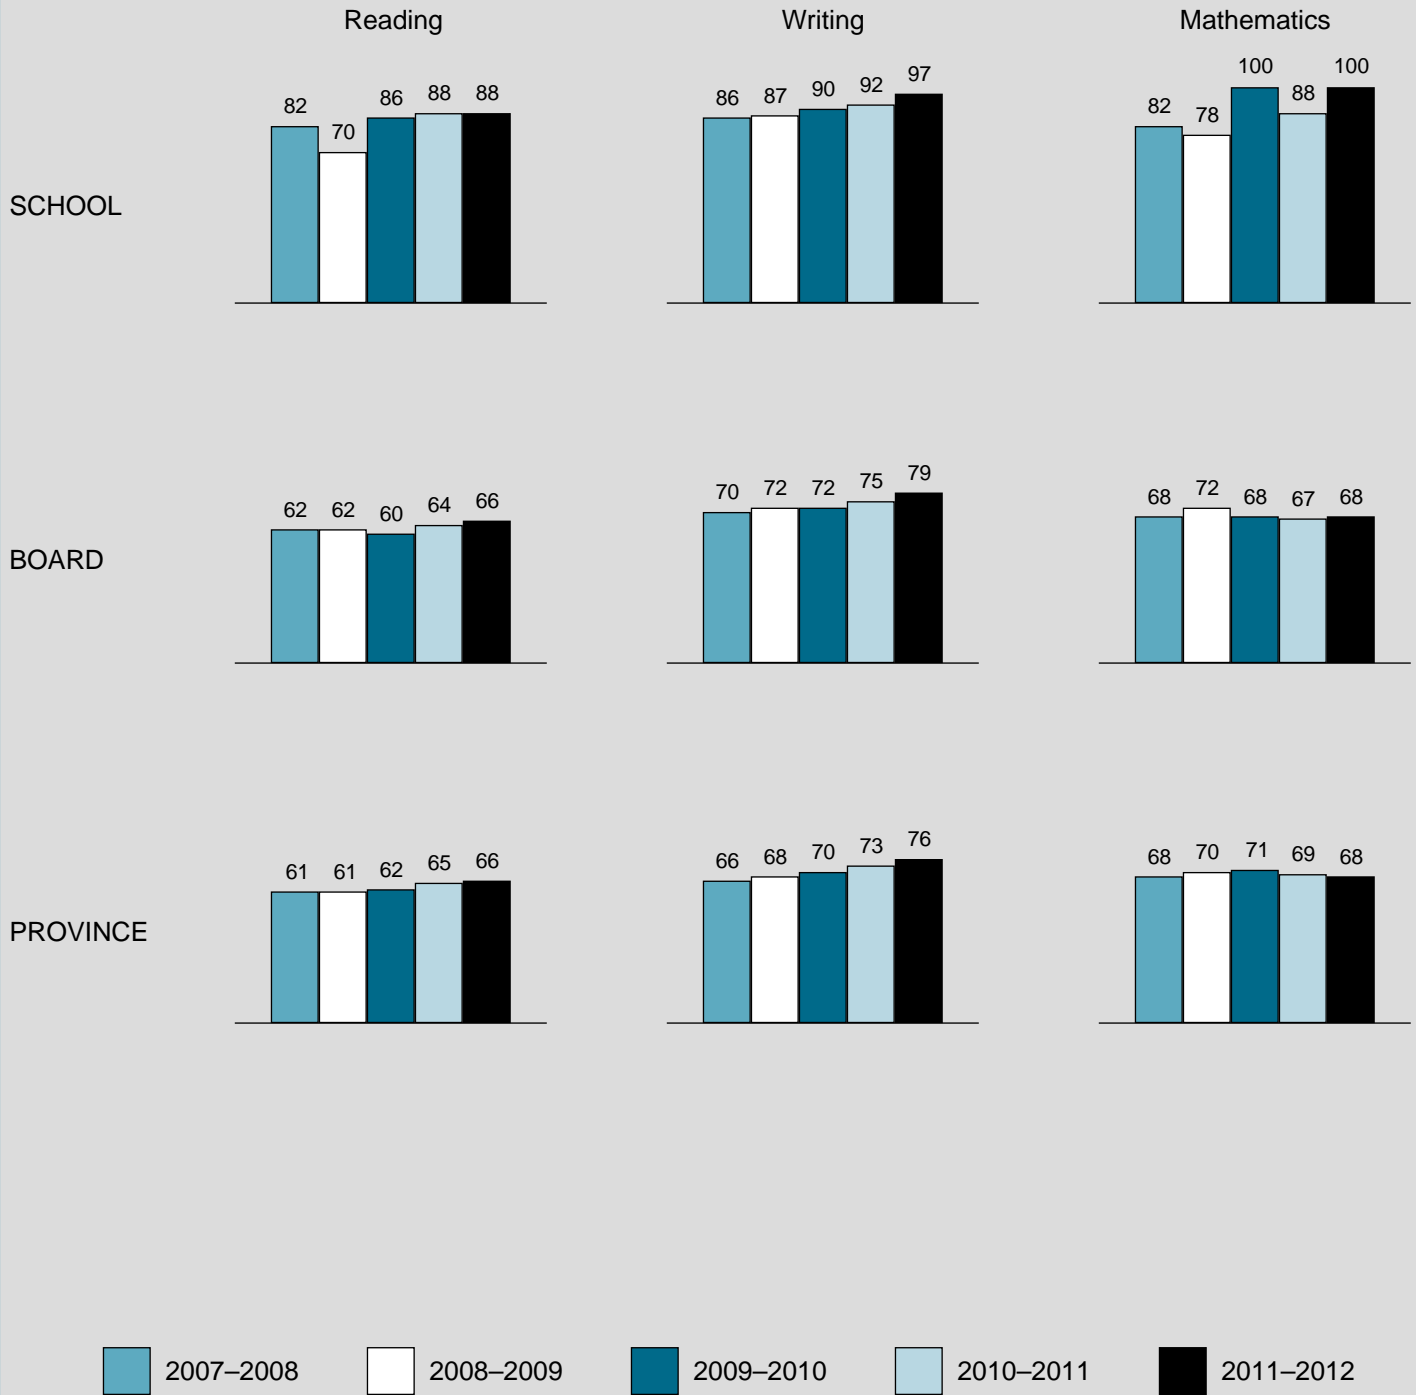 Reading Writing Mathematics
82 70 86 88 88 86 87 90 92 97 82 78 100 88 100
SCHOOL
62 62 60 64 66 70 72 72 75 79 68 72 68 67 68
BOARD
61 61 62 65 66 66 68 70 73 76 68 70 71 69 68
PROVINCE
2007–2008 2008–2009 2009–2010 2010–2011 2011–2012